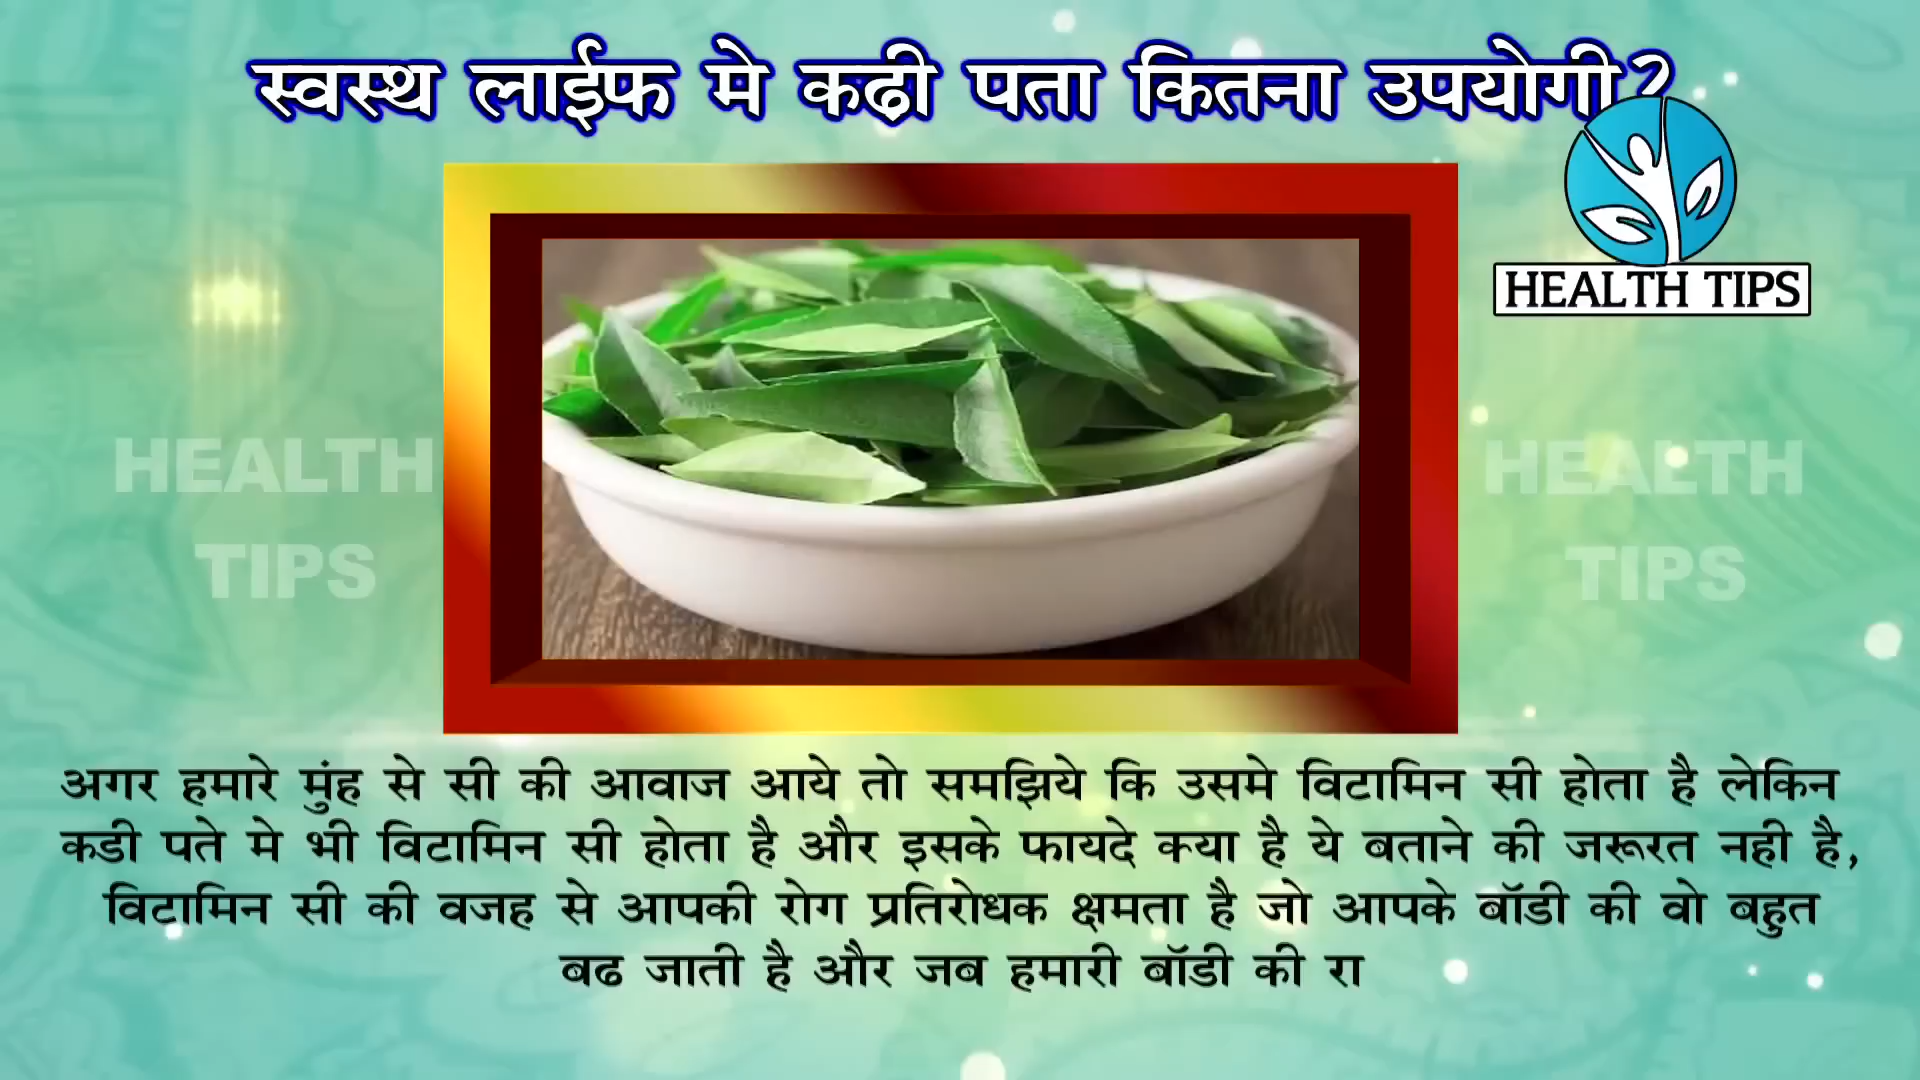 स्वस्थ लाईफ मे कढ़ी पता कितना उपयोगी?
HEALTH TIPS
HEALTH
TIPS
HEALTH
TIPS
अगर हमारे मुंह से सी की आवाज आये तो समझिये कि उसमे विटामिन सी होता है लेकिन
कडी पते मे भी विटामिन सी होता है और इसके फायदे क्या है ये बताने की जरूरत नही है,
विटामिन सी की वजह से आपकी रोग प्रतिरोधक क्षमता है जो आपके बॉडी की वो बहुत
बढ जाती है और जब हमारी बॉडी की रा